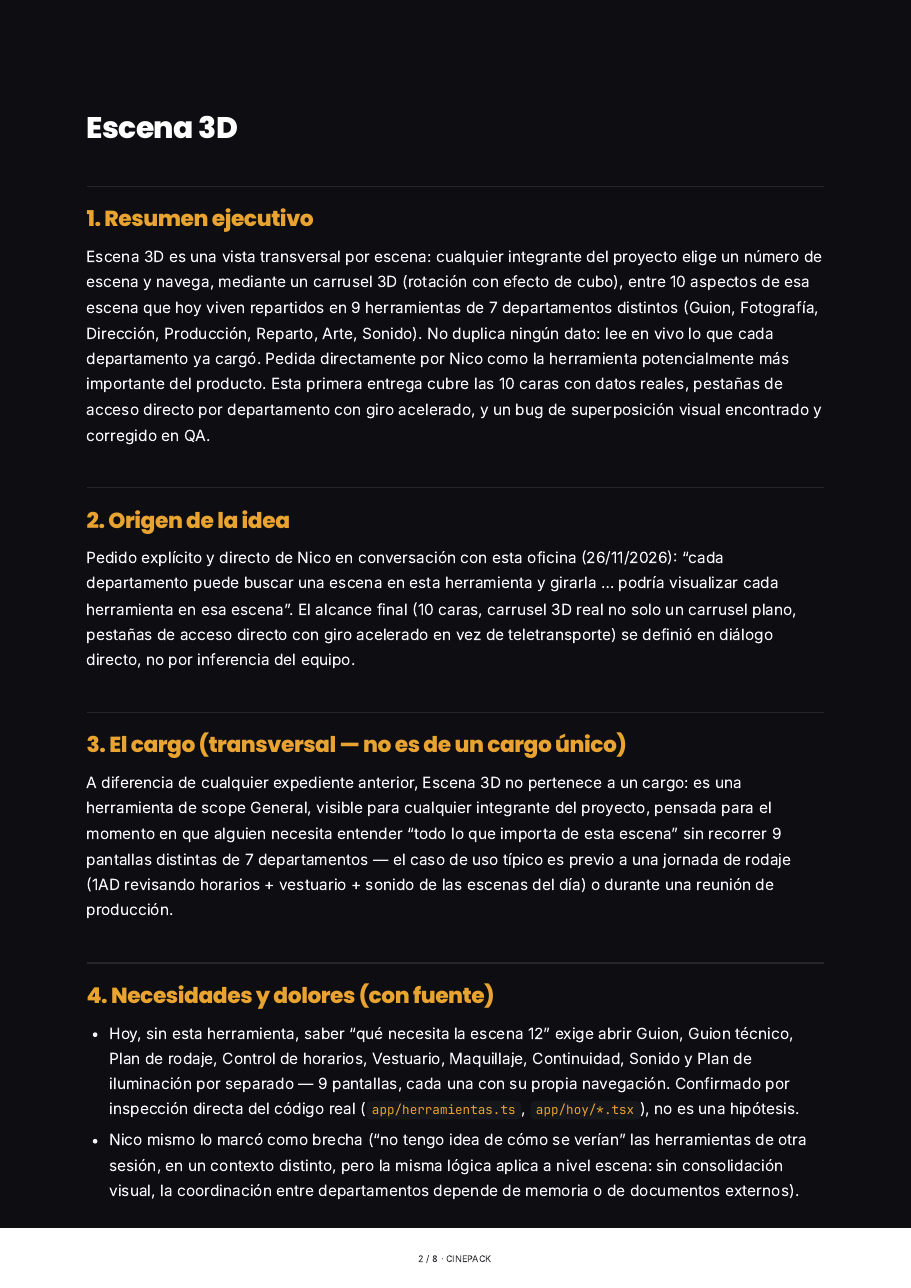 Escena 3D
1. Resumen ejecutivo
Escena 3D es una vista transversal por escena: cualquier integrante del proyecto elige un número de
escena y navega, mediante un carrusel 3D (rotación con efecto de cubo), entre 10 aspectos de esa
escena que hoy viven repartidos en 9 herramientas de 7 departamentos distintos (Guion, Fotografía,
Dirección, Producción, Reparto, Arte, Sonido). No duplica ningún dato: lee en vivo lo que cada
departamento ya cargó. Pedida directamente por Nico como la herramienta potencialmente más
importante del producto. Esta primera entrega cubre las 10 caras con datos reales, pestañas de
acceso directo por departamento con giro acelerado, y un bug de superposición visual encontrado y
corregido en QA.
2. Origen de la idea
Pedido explícito y directo de Nico en conversación con esta oficina (26/11/2026): “cada
departamento puede buscar una escena en esta herramienta y girarla ... podría visualizar cada
herramienta en esa escena”. El alcance final (10 caras, carrusel 3D real no solo un carrusel plano,
pestañas de acceso directo con giro acelerado en vez de teletransporte) se definió en diálogo
directo, no por inferencia del equipo.
3. El cargo (transversal — no es de un cargo único)
A diferencia de cualquier expediente anterior, Escena 3D no pertenece a un cargo: es una
herramienta de scope General, visible para cualquier integrante del proyecto, pensada para el
momento en que alguien necesita entender “todo lo que importa de esta escena” sin recorrer 9
pantallas distintas de 7 departamentos — el caso de uso típico es previo a una jornada de rodaje
(1AD revisando horarios + vestuario + sonido de las escenas del día) o durante una reunión de
producción.
4. Necesidades y dolores (con fuente)
• Hoy, sin esta herramienta, saber “qué necesita la escena 12” exige abrir Guion, Guion técnico,
Plan de rodaje, Control de horarios, Vestuario, Maquillaje, Continuidad, Sonido y Plan de
iluminación por separado — 9 pantallas, cada una con su propia navegación. Confirmado por
inspección directa del código real ( app/herramientas.ts , app/hoy/*.tsx ), no es una hipótesis.
• Nico mismo lo marcó como brecha (“no tengo idea de cómo se verían” las herramientas de otra
sesión, en un contexto distinto, pero la misma lógica aplica a nivel escena: sin consolidación
visual, la coordinación entre departamentos depende de memoria o de documentos externos).
2 / 8 · CINEPACK